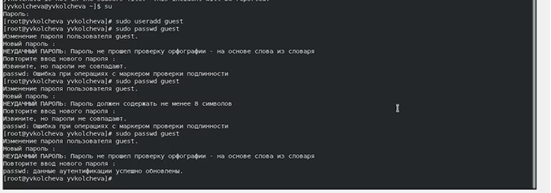 [yvkolcheva@yvkolcheva ~]$ su
Пароль:
[root@yvkolcheva yvkolcheva]# sudo useradd guest
[root@yvkolcheva yvkolcheva]# sudo passwd guest
Изменение пароля пользователя guest.
Новый пароль :
НЕУДАЧНЫЙ ПАРОЛЬ: Пароль не прошел проверку орфографии - на основе слова из словаря
Повторите ввод нового пароля :
Извините, но пароли не совпадают.
passwd: Ошибка при операциях с маркером проверки подлинности
[root@yvkolcheva yvkolcheva]# sudo passwd guest
Изменение пароля пользователя guest.
Новый пароль :
НЕУДАЧНЫЙ ПАРОЛЬ: Пароль должен содержать не менее 8 символов
Повторите ввод нового пароля :
Извините, но пароли не совпадают.
passwd: Ошибка при операциях с маркером проверки подлинности
[root@yvkolcheva yvkolcheva]# sudo passwd guest
Изменение пароля пользователя guest.
Новый пароль :
НЕУДАЧНЫЙ ПАРОЛЬ: Пароль не прошел проверку орфографии - на основе слова из словаря
Повторите ввод нового пароля :
passwd: данные аутентификации успешно обновлены.
[root@yvkolcheva yvkolcheva]#